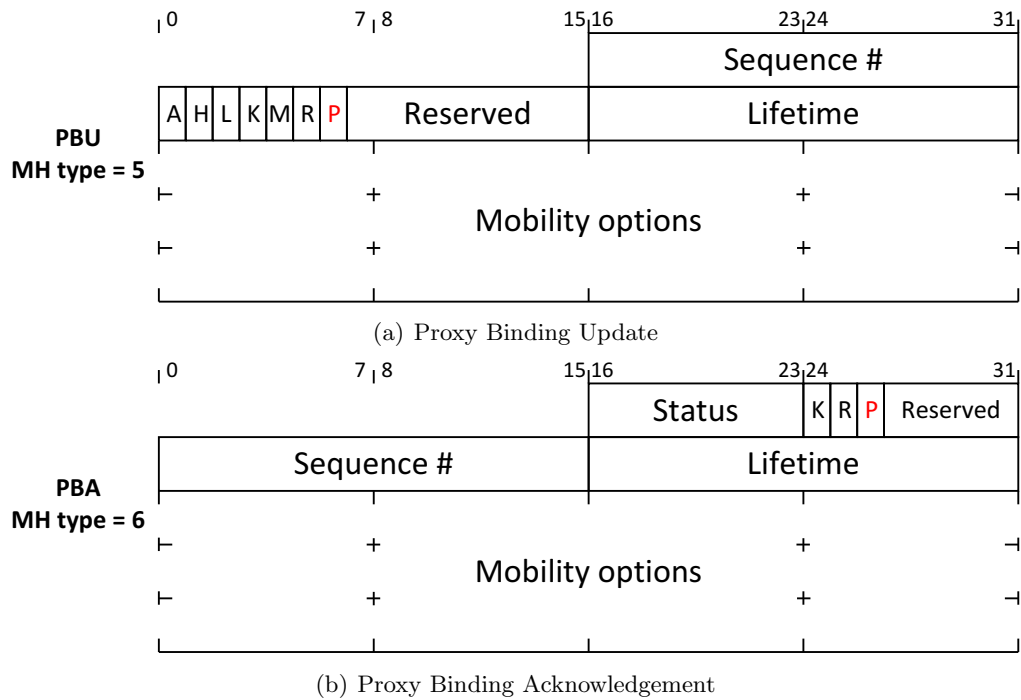 0 7 8 15 16 23 24 31
Sequence #
A H L K M R P Reserved Lifetime
PBU
MH type = 5
Mobility options
(a) Proxy Binding Update
0 7 8 15 16 23 24 31
Status K R P Reserved
Sequence # Lifetime
PBA
MH type = 6
Mobility options
(b) Proxy Binding Acknowledgement